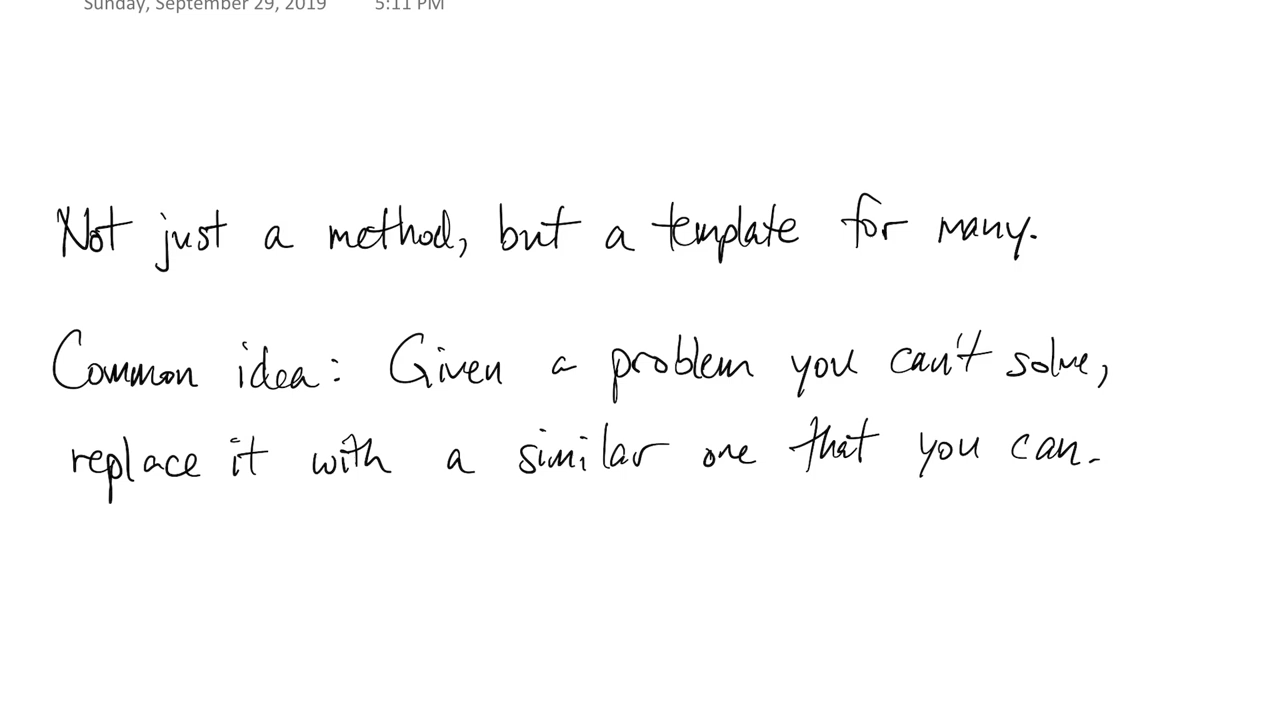 Sunday, September 29, 2019 5:11 PM
Not just a method, but a template for many.
Common idea: Given a problem you can't solve,
replace it with a similar one that you can.